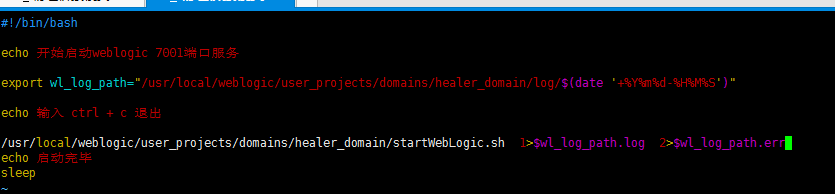 #!/bin/bash
echo 开始启动weblogic 7001端口服务
export wl_log_path="/usr/local/weblogic/user_projects/domains/healer_domain/log/$(date '+%Y%m%d-%H%M%S')"
echo 输入 ctrl + c 退出
/usr/local/weblogic/user_projects/domains/healer_domain/startWebLogic.sh  1>$wl_log_path.log  2>$wl_log_path.err
echo 启动完毕
sleep
~